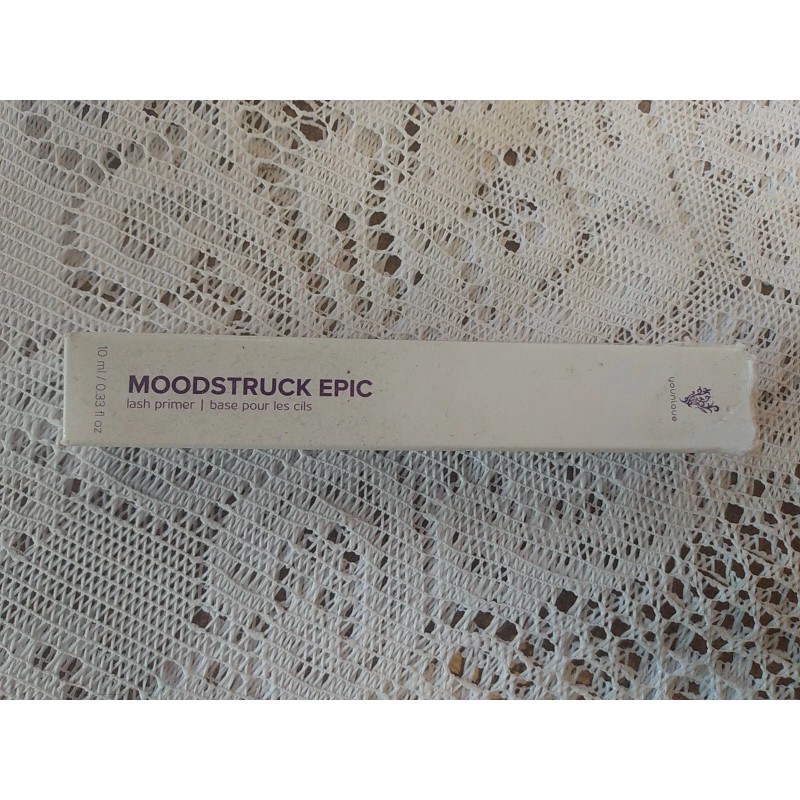 10 ml / 0.33 fl oz
MOODSTRUCK EPIC
lash primer | base pour les cils
younique